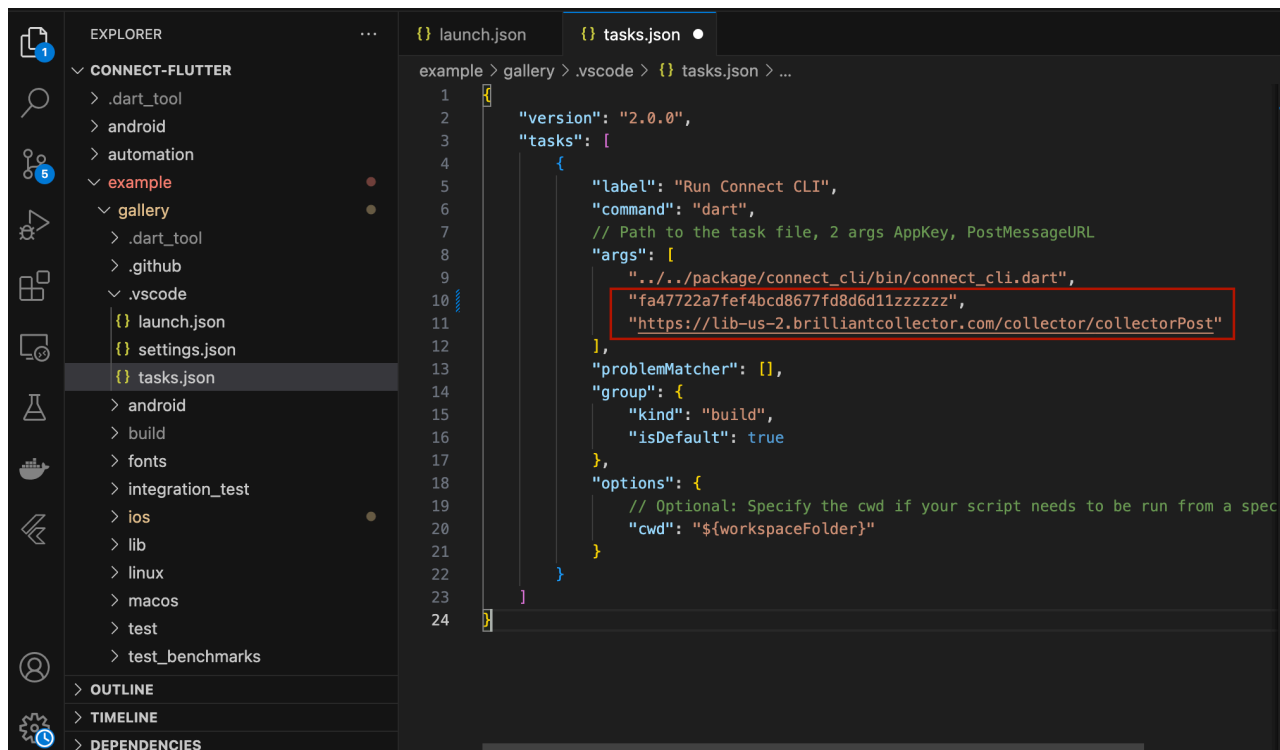 EXPLORER
...
CONNECT-FLUTTER
.dart_tool
android
automation
example
gallery
.dart_tool
.github
.vscode
{} launch.json
{} settings.json
{} tasks.json
android
build
fonts
integration_test
ios
lib
linux
macos
test
test_benchmarks
OUTLINE
TIMELINE
DEPENDENCIES
1
5
{} launch.json
{} tasks.json
example > gallery > .vscode > {} tasks.json > ...
1 {
2 "version": "2.0.0",
3 "tasks": [
4 {
5 "label": "Run Connect CLI",
6 "command": "dart",
7 // Path to the task file, 2 args AppKey, PostMessageURL
8 "args": [
9 "../../package/connect_cli/bin/connect_cli.dart",
10 "fa47722a7fef4bcd8677fd8d6d11zzzzzz",
11 "https://lib-us-2.brilliantcollector.com/collector/collectorPost"
12 ],
13 "problemMatcher": [],
14 "group": {
15 "kind": "build",
16 "isDefault": true
17 },
18 "options": {
19 // Optional: Specify the cwd if your script needs to be run from a spec
20 "cwd": "${workspaceFolder}"
21 }
22 }
23 ]
24 }